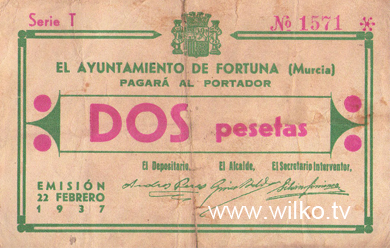 Serie T
№ 1571
EL AYUNTAMIENTO DE FORTUNA (Murcia)
PAGARÁ AL PORTADOR
DOS pesetas
El Depositario, El Alcalde, El Secretario Interventor,
EMISIÓN
22 FEBRERO
1937
www.wilko.tv